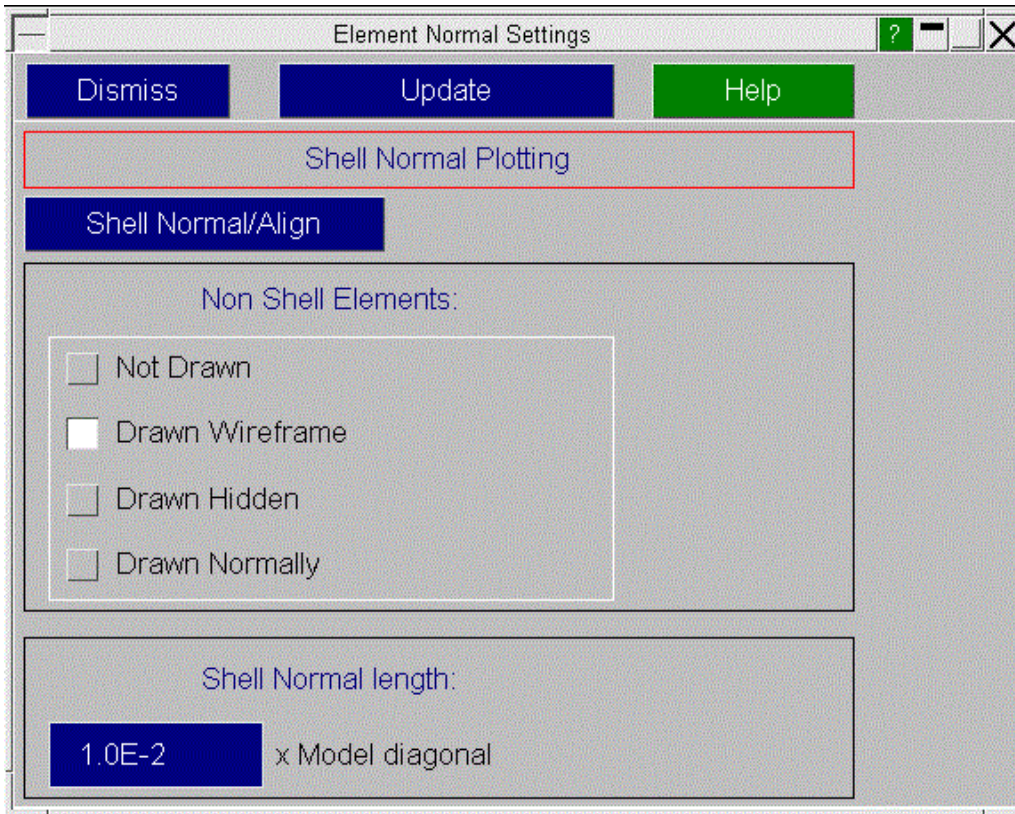 Element Normal Settings ?
Dismiss Update Help
Shell Normal Plotting
Shell Normal/Align
Non Shell Elements:
Not Drawn
Drawn Wireframe
Drawn Hidden
Drawn Normally
Shell Normal length:
1.0E-2 x Model diagonal